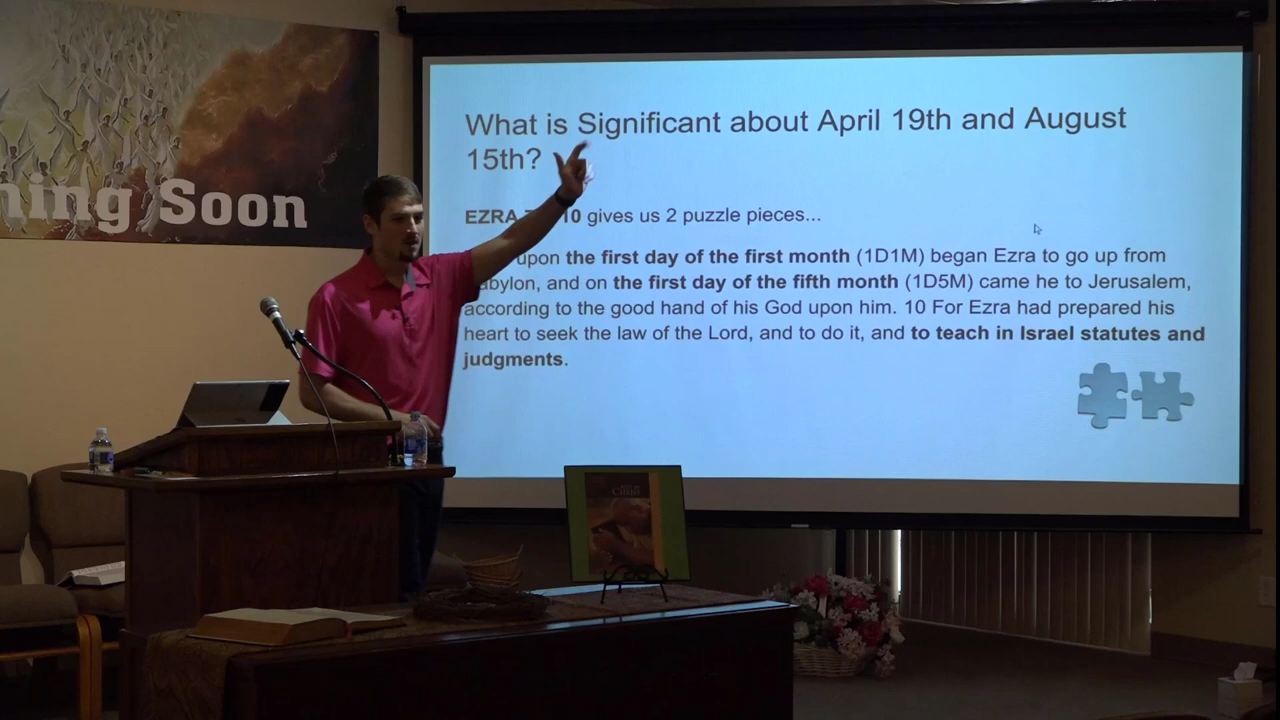 ning Soon
What is Significant about April 19th and August
15th?
EZRA 10 gives us 2 puzzle pieces...
upon the first day of the first month (1D1M) began Ezra to go up from
abylon, and on the first day of the fifth month (1D5M) came he to Jerusalem,
according to the good hand of his God upon him. 10 For Ezra had prepared his
heart to seek the law of the Lord, and to do it, and to teach in Israel statutes and
judgments.
CHRIST